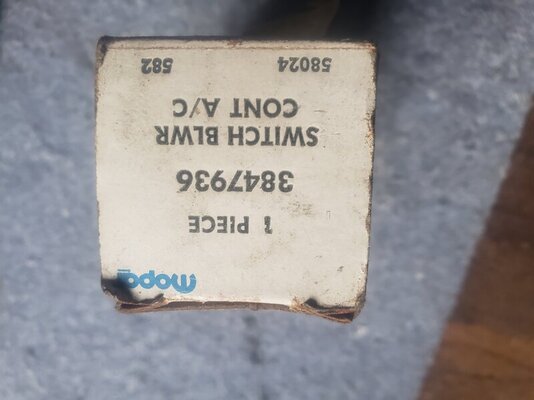 mopar
1 PIECE
3847936
SWITCH BLWR
CONT A/C
58024 582